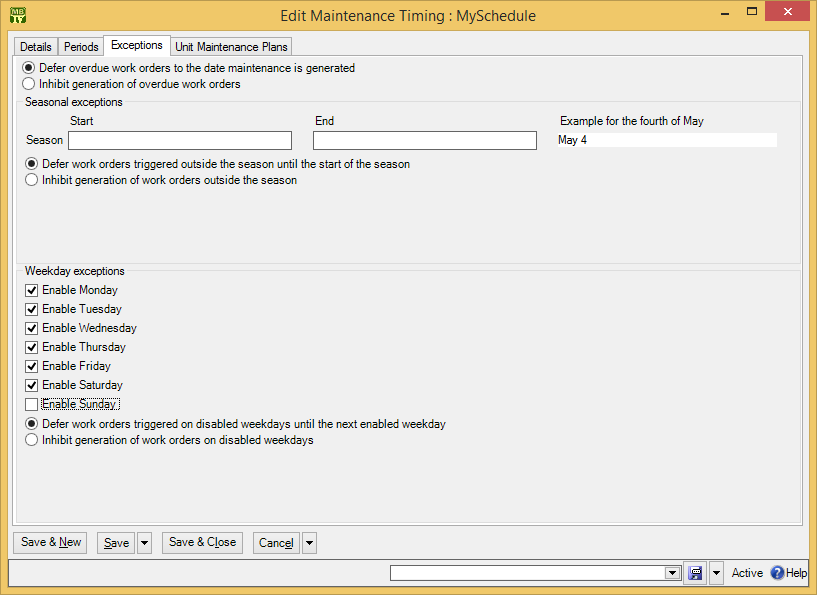 MB
Edit Maintenance Timing : MySchedule
Details Periods Exceptions Unit Maintenance Plans
Defer overdue work orders to the date maintenance is generated
Inhibit generation of overdue work orders
Seasonal exceptions
Start End Example for the fourth of May
Season May 4
Defer work orders triggered outside the season until the start of the season
Inhibit generation of work orders outside the season
Weekday exceptions
Enable Monday
Enable Tuesday
Enable Wednesday
Enable Thursday
Enable Friday
Enable Saturday
Enable Sunday
Defer work orders triggered on disabled weekdays until the next enabled weekday
Inhibit generation of work orders on disabled weekdays
Save & New Save Save & Close Cancel
Active Help